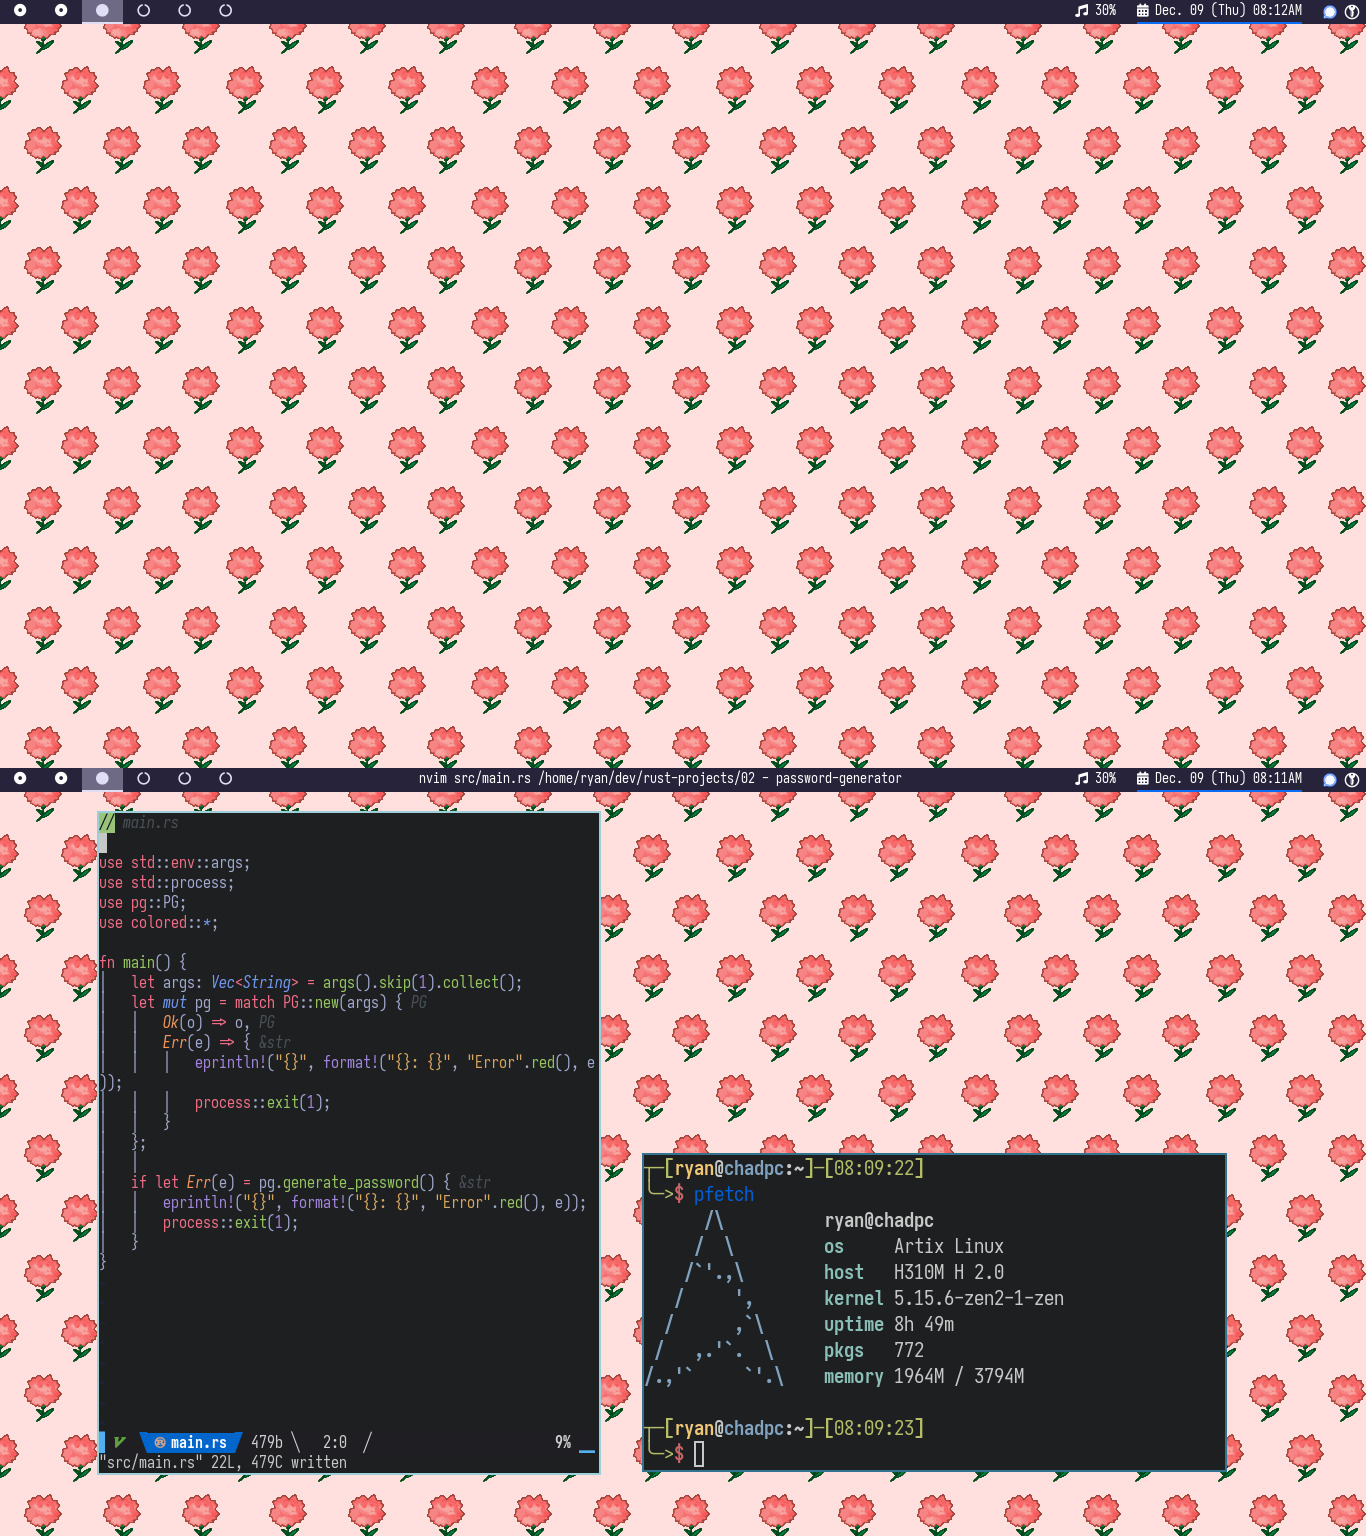 30% Dec. 09 (Thu) 08:12AM
nvim src/main.rs /home/ryan/dev/rust-projects/02 - password-generator 30% Dec. 09 (Thu) 08:11AM
// main.rs
use std::env::args;
use std::process;
use pg::PG;
use colored::*;
fn main() {
let args: Vec<String> = args().skip(1).collect();
let mut pg = match PG::new(args) { PG
Ok(o) => o, PG
Err(e) => { &str
eprintln!("{}", format!("{}: {}", "Error".red(), e
));
process::exit(1);
}
};
if let Err(e) = pg.generate_password() { &str
eprintln!("{}", format!("{}: {}", "Error".red(), e));
process::exit(1);
}
}
main.rs 479b \ 2:0 / 9%
"src/main.rs" 22L, 479C written
┬─[ryan@chadpc:~]─[08:09:22]
╰─>$ pfetch
/\ ryan@chadpc
/ \ os Artix Linux
/`'.,\ host H310M H 2.0
/ ', kernel 5.15.6-zen2-1-zen
/ ,`\ uptime 8h 49m
/ ,.'`. \ pkgs 772
/.,'` `'.\ memory 1964M / 3794M
┬─[ryan@chadpc:~]─[08:09:23]
╰─>$